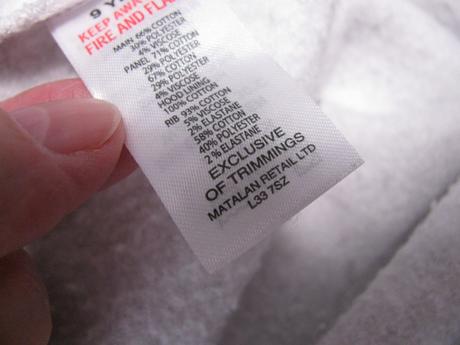 9 Y
KEEP AWA
FIRE AND FLA
MAIN 66% COTTON
30% POLYESTER
4% VISCOSE
PANEL 71% COTTON
29% POLYESTER
67% COTTON
29% POLYESTER
4% VISCOSE
HOOD LINING
100% COTTON
RIB 93% COTTON
5% VISCOSE
2% ELASTANE
58% COTTON
40% POLYESTER
2% ELASTANE
EXCLUSIVE
OF TRIMMINGS
MATALAN RETAIL LTD
L33 7SZ